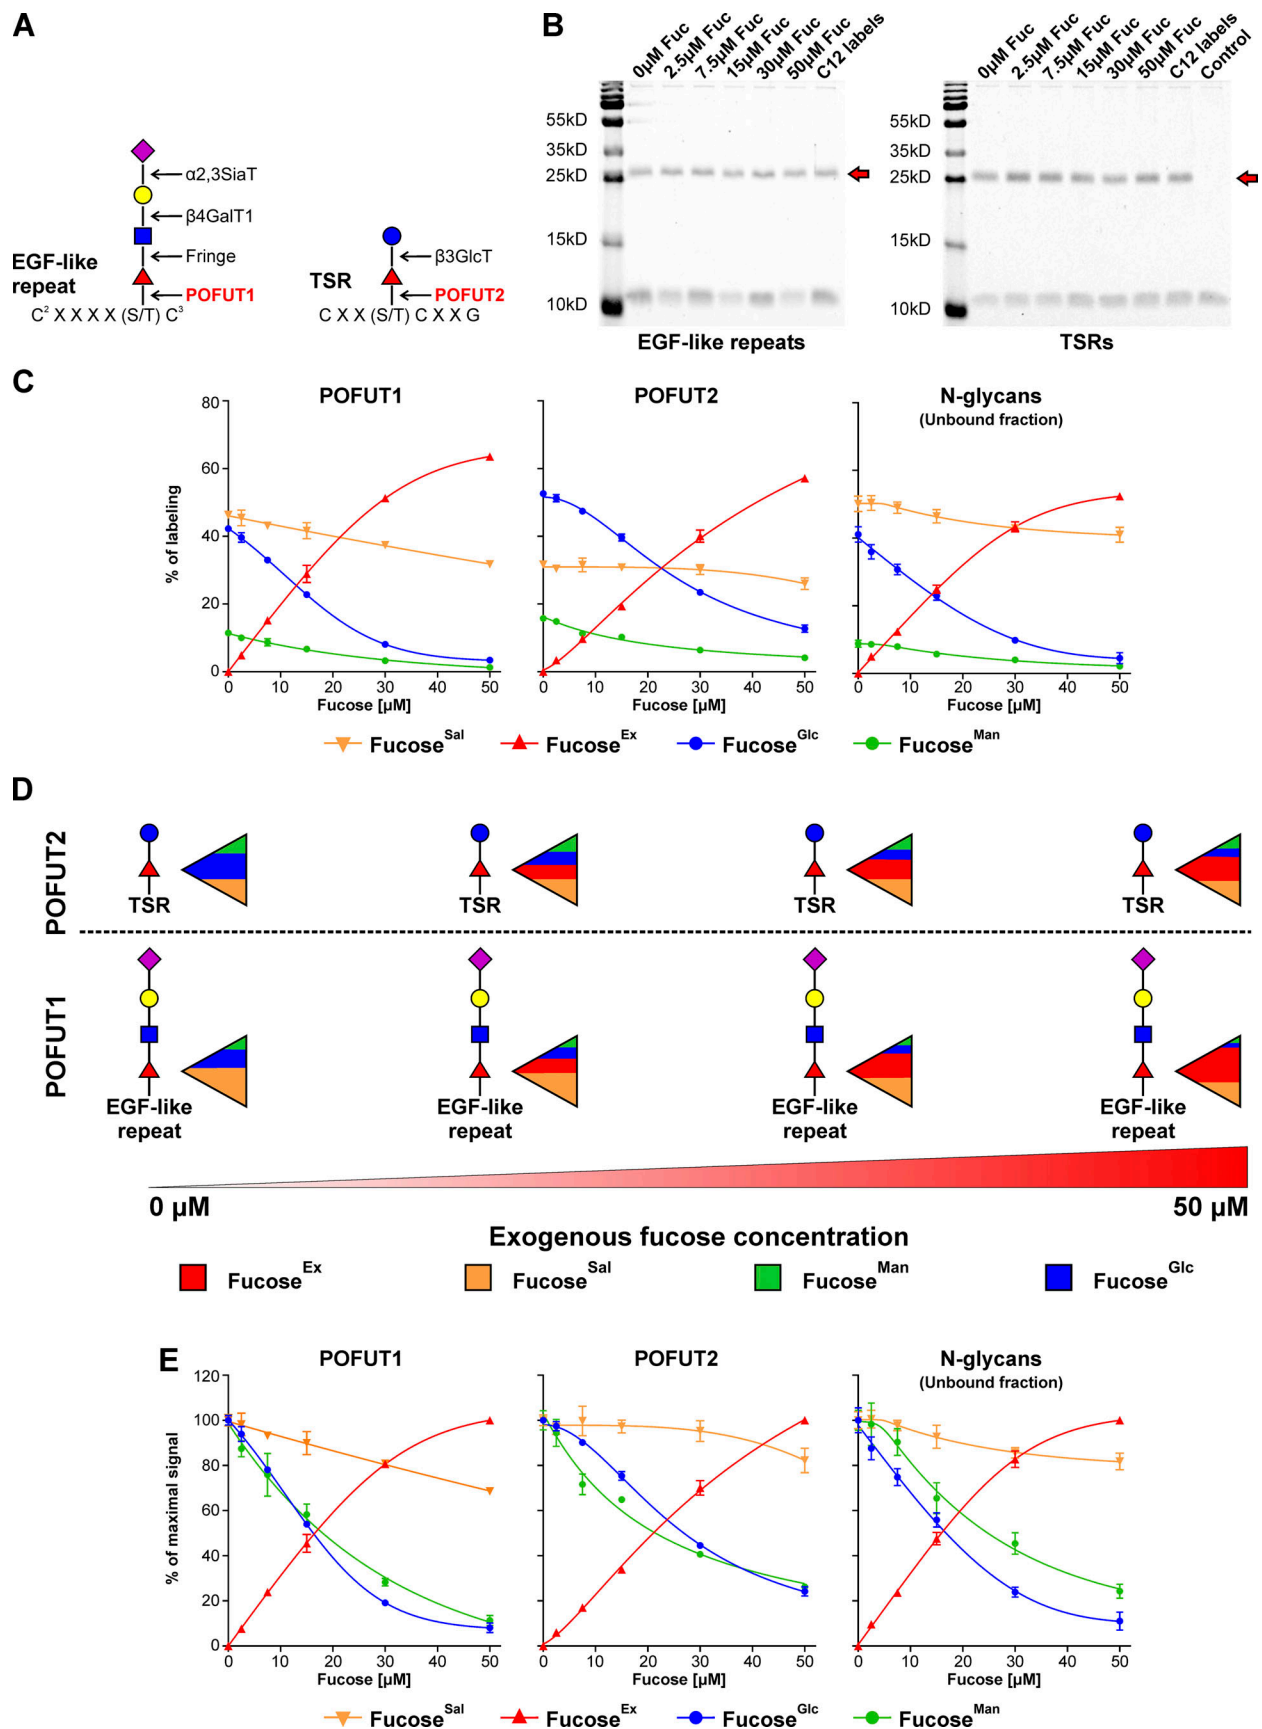 A
α2,3SiaT
β4GalT1
Fringe
EGF-like
repeat
POFUT1
C² X X X X (S/T) C³
β3GlcT
TSR
POFUT2
C X X (S/T) C X X G
B
0μM Fuc
2.5μM Fuc
7.5μM Fuc
15μM Fuc
30μM Fuc
50μM Fuc
C12 labels
55kD
35kD
25kD
15kD
10kD
EGF-like repeats
0μM Fuc
2.5μM Fuc
7.5μM Fuc
15μM Fuc
30μM Fuc
50μM Fuc
C12 labels
Control
55kD
35kD
25kD
15kD
10kD
TSRs
C
POFUT1
POFUT2
N-glycans
(Unbound fraction)
% of labeling
80
60
40
20
0
0 10 20 30 40 50
0 10 20 30 40 50
0 10 20 30 40 50
Fucose [μM]
Fucose [μM]
Fucose [μM]
Fucose^Sal
Fucose^Ex
Fucose^Glc
Fucose^Man
D
POFUT2
TSR
TSR
TSR
TSR
POFUT1
EGF-like
repeat
EGF-like
repeat
EGF-like
repeat
EGF-like
repeat
0 μM
50 μM
Exogenous fucose concentration
Fucose^Ex
Fucose^Sal
Fucose^Man
Fucose^Glc
E
POFUT1
POFUT2
N-glycans
(Unbound fraction)
% of maximal signal
120
100
80
60
40
20
0
0 10 20 30 40 50
0 10 20 30 40 50
0 10 20 30 40 50
Fucose [μM]
Fucose [μM]
Fucose [μM]
Fucose^Sal
Fucose^Ex
Fucose^Glc
Fucose^Man